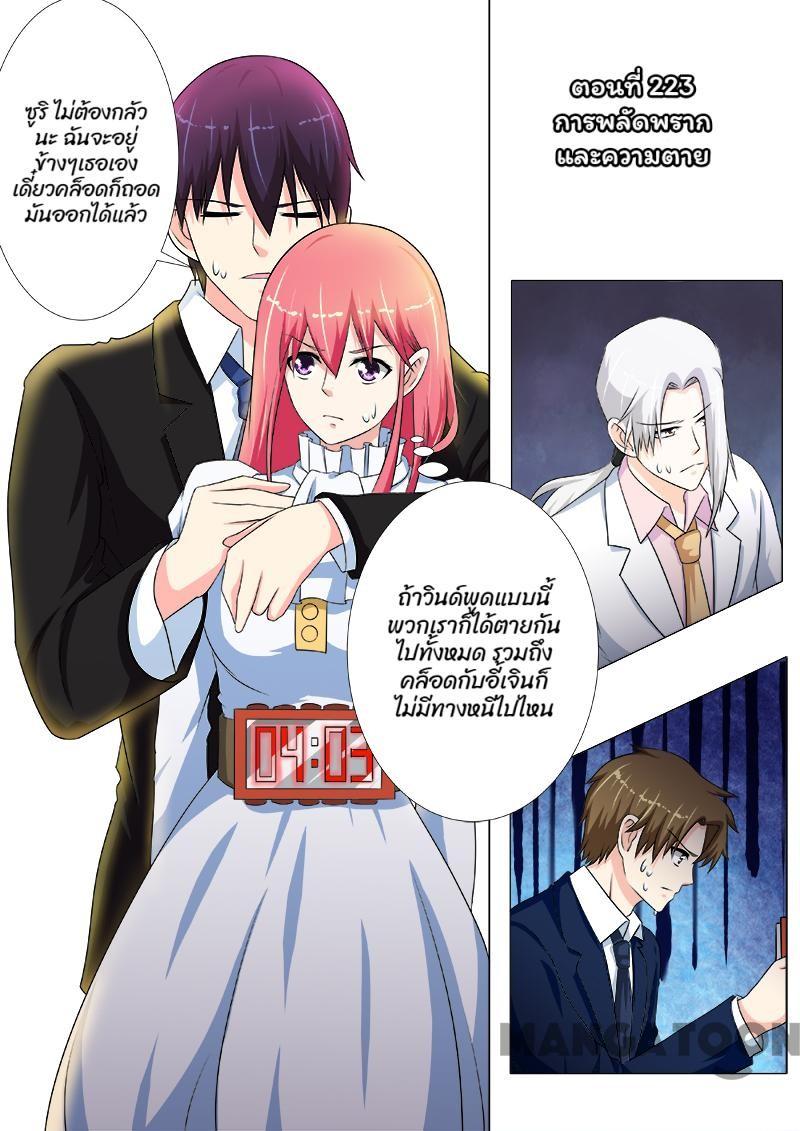 ตอนที่ 223
การพลัดพราก
และความตาย
ซูริ ไม่ต้องกลัว
นะ ฉันจะอยู่
ข้างๆเธอเอง
เดี๋ยวคล็อดก็ถอด
มันออกได้แล้ว
ถ้าวินด์พูดแบบนี้
พวกเราก็ได้ตายกัน
ไปทั้งหมด รวมถึง
คล็อดกับอี้เจินก็
ไม่มีทางหนีไปไหน
04:03
MANGATOON